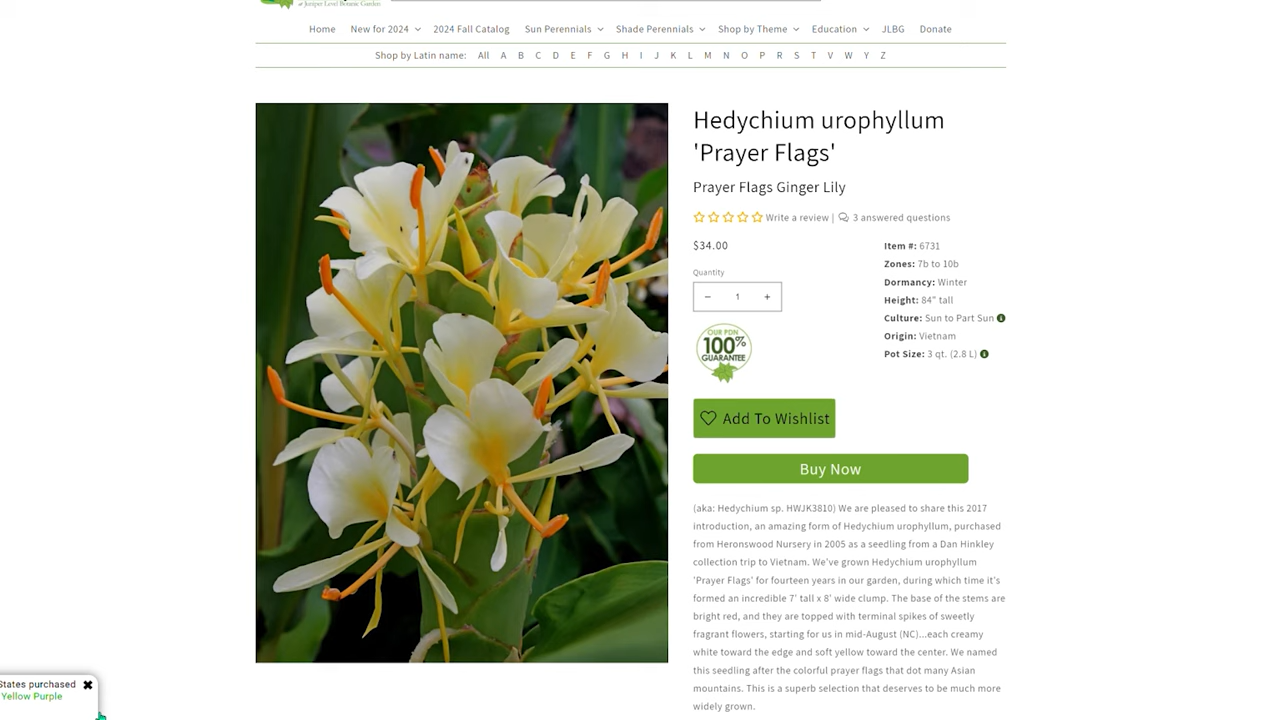 at Juniper Level Botanic Garden
Home New for 2024 2024 Fall Catalog Sun Perennials Shade Perennials Shop by Theme Education JLBG Donate
Shop by Latin name: All A B C D E F G H I J K L M N O P R S T V W Y Z
Hedychium urophyllum
'Prayer Flags'
Prayer Flags Ginger Lily
Write a review | 3 answered questions
$34.00
Quantity
− 1 +
OUR PDN
100%
GUARANTEE
Item #: 6731
Zones: 7b to 10b
Dormancy: Winter
Height: 84" tall
Culture: Sun to Part Sun
Origin: Vietnam
Pot Size: 3 qt. (2.8 L)
Add To Wishlist
Buy Now
(aka: Hedychium sp. HWJK3810) We are pleased to share this 2017
introduction, an amazing form of Hedychium urophyllum, purchased
from Heronswood Nursery in 2005 as a seedling from a Dan Hinkley
collection trip to Vietnam. We've grown Hedychium urophyllum
'Prayer Flags' for fourteen years in our garden, during which time it's
formed an incredible 7' tall x 8' wide clump. The base of the stems are
bright red, and they are topped with terminal spikes of sweetly
fragrant flowers, starting for us in mid-August (NC)...each creamy
white toward the edge and soft yellow toward the center. We named
this seedling after the colorful prayer flags that dot many Asian
mountains. This is a superb selection that deserves to be much more
widely grown.
States purchased
Yellow Purple